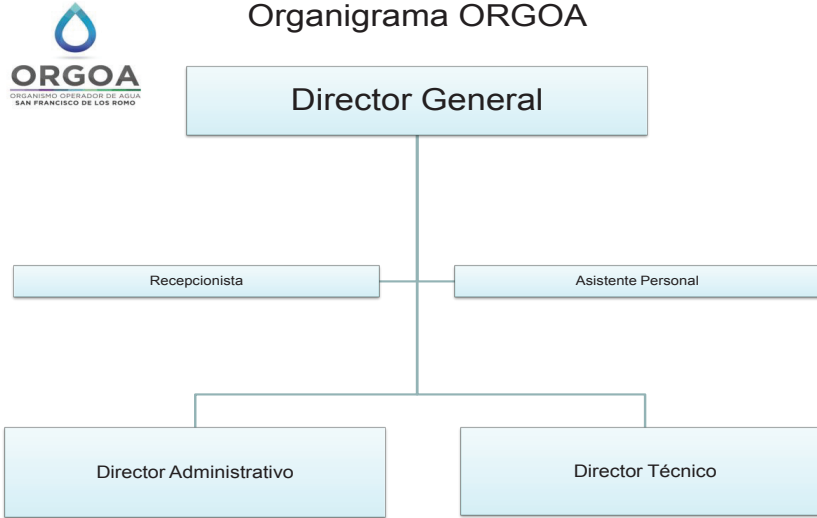 Organigrama ORGOA
ORGOA
ORGANISMO OPERADOR DE AGUA
SAN FRANCISCO DE LOS ROMO
Director General
Recepcionista
Asistente Personal
Director Administrativo
Director Técnico